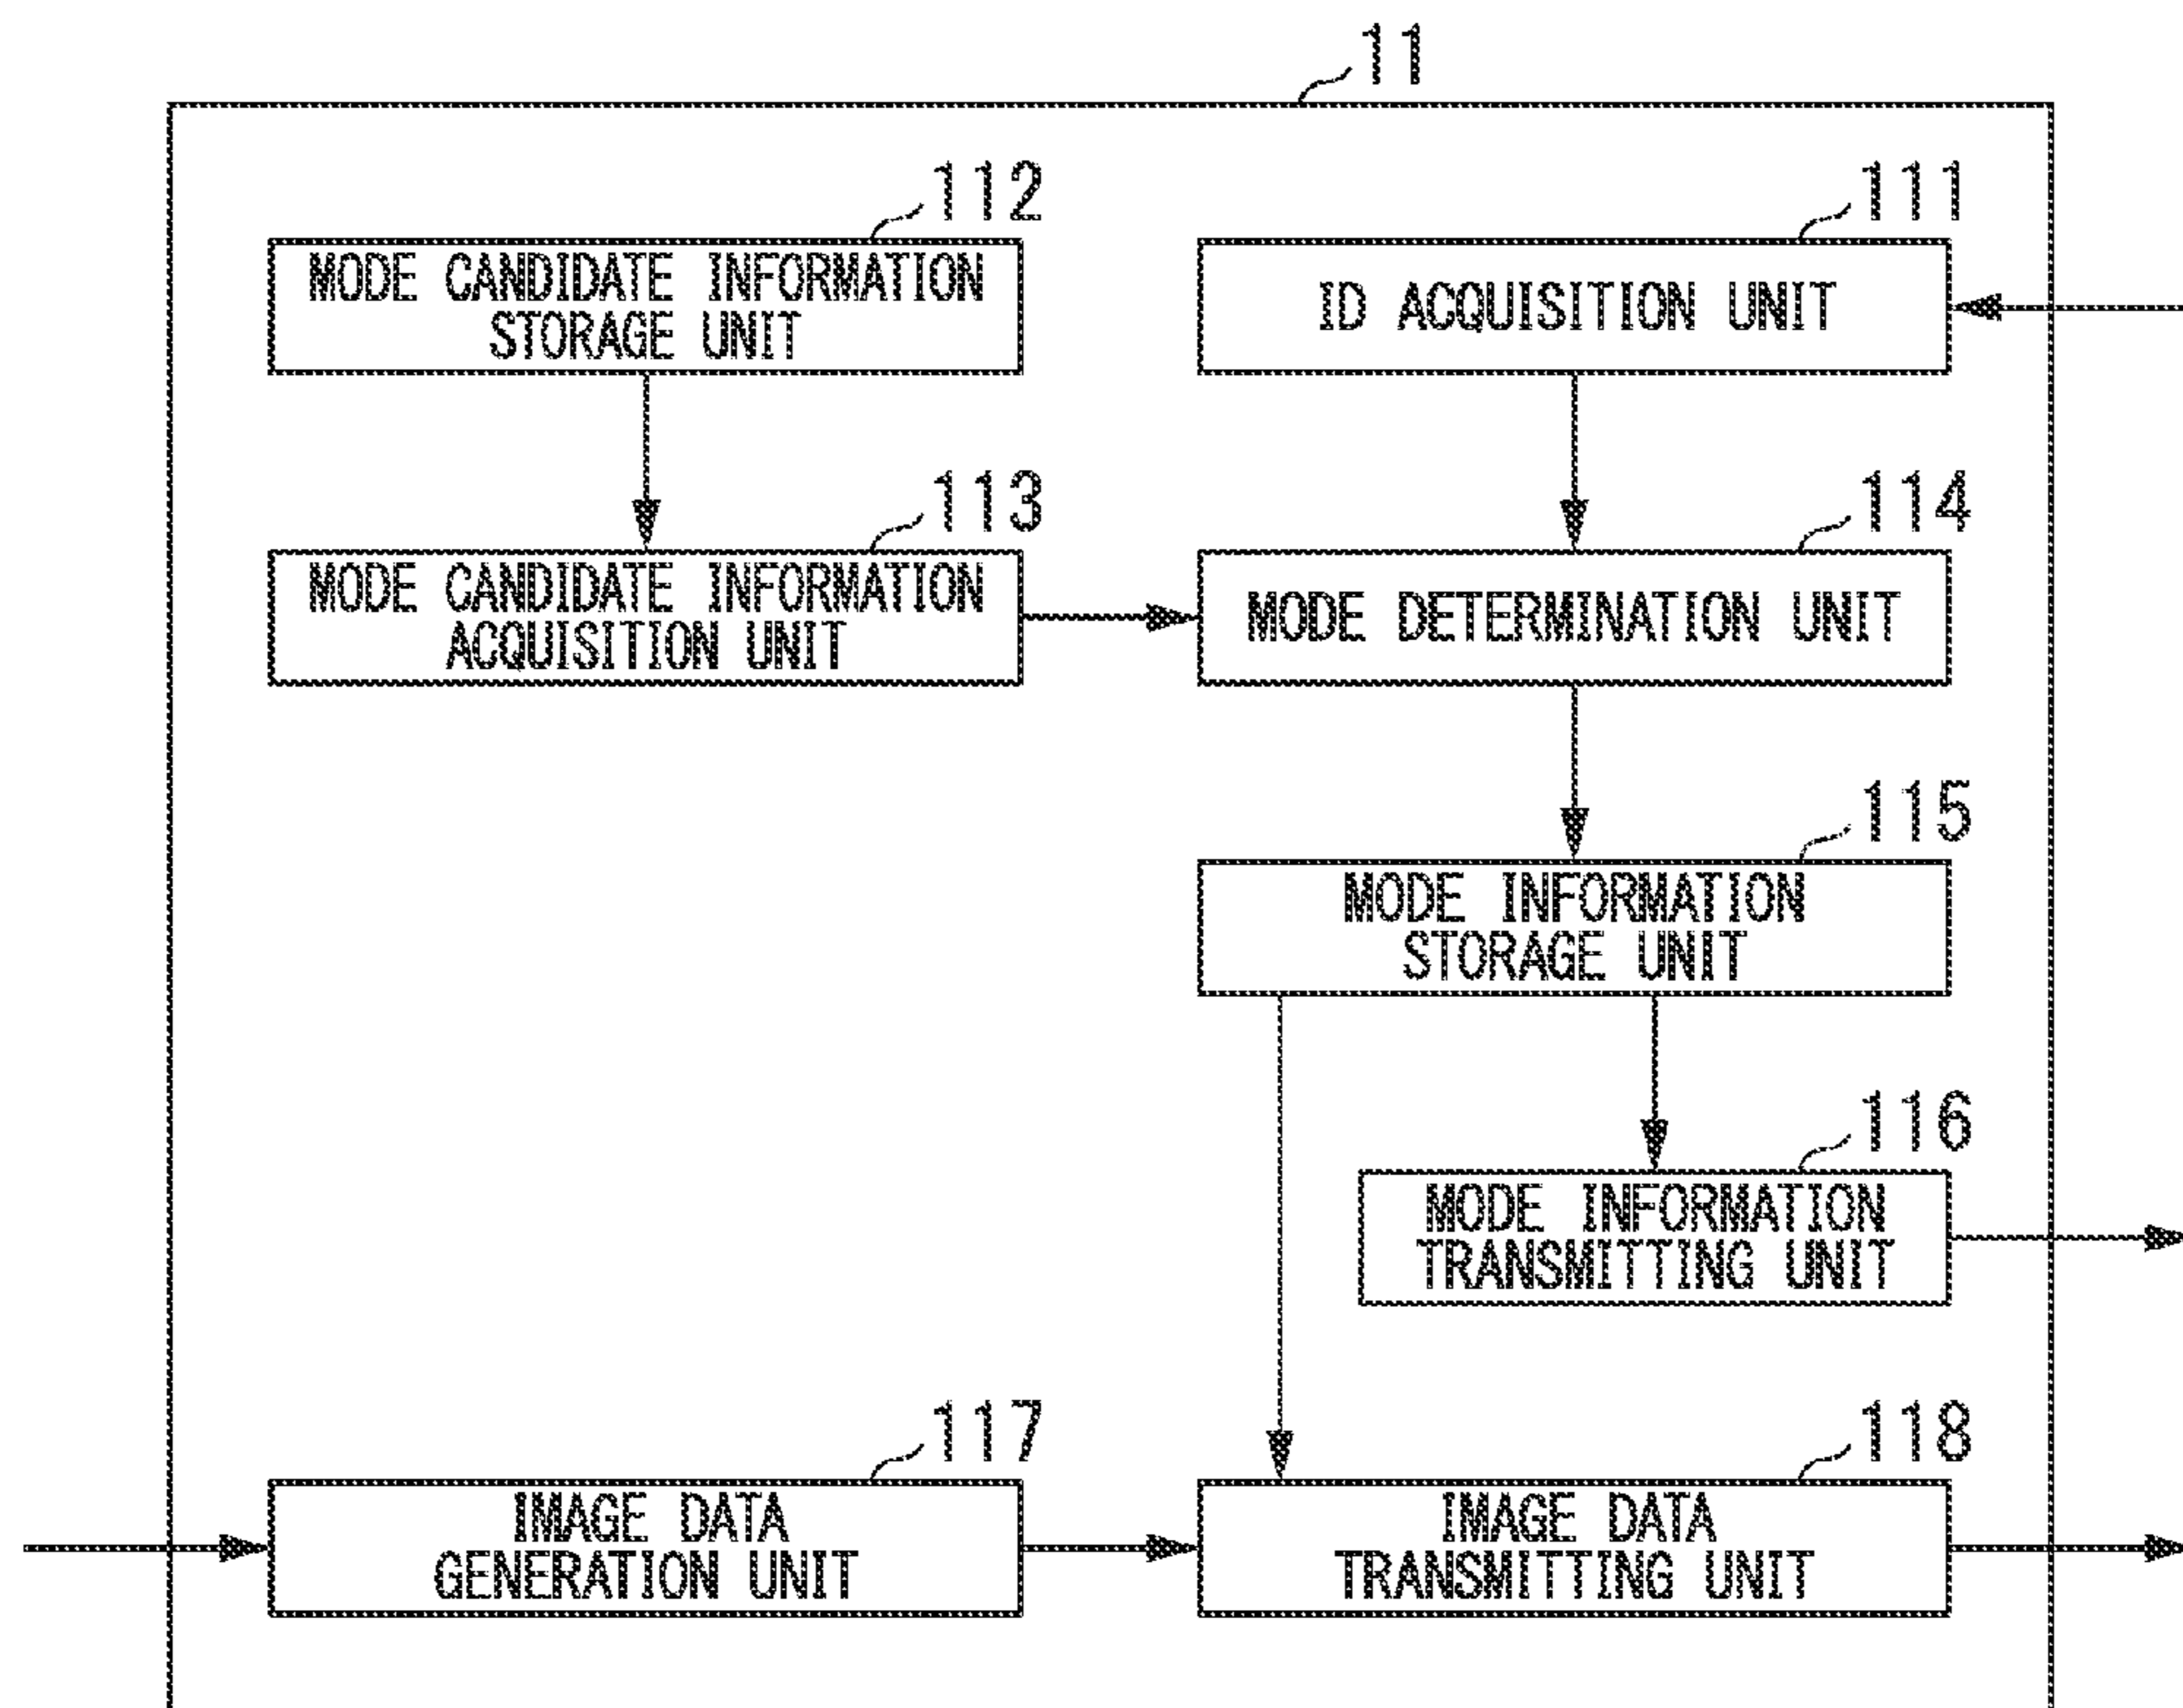 11
112
111
MODE CANDIDATE INFORMATION
STORAGE UNIT
ID ACQUISITION UNIT
113
114
MODE CANDIDATE INFORMATION
ACQUISITION UNIT
MODE DETERMINATION UNIT
115
MODE INFORMATION
STORAGE UNIT
116
MODE INFORMATION
TRANSMITTING UNIT
117
118
IMAGE DATA
GENERATION UNIT
IMAGE DATA
TRANSMITTING UNIT